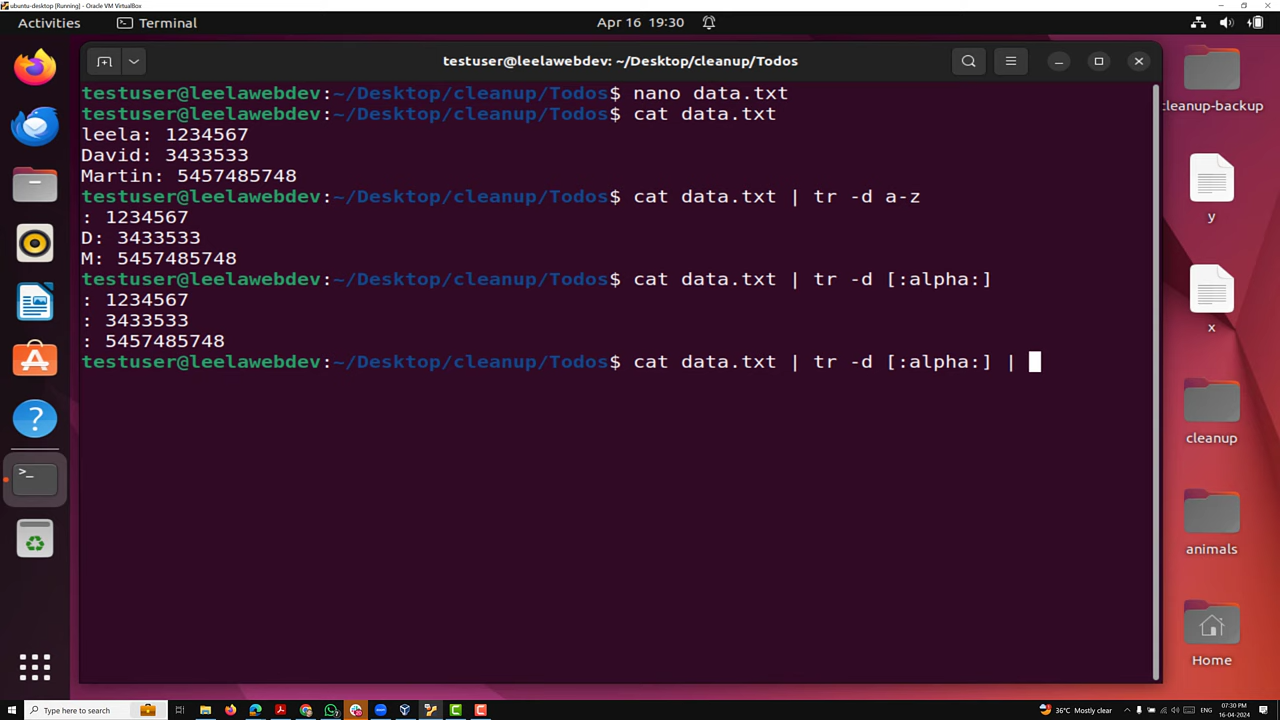 ubuntu-desktop [Running] - Oracle VM VirtualBox
Activities
Terminal
Apr 16 19:30
testuser@leelawebdev: ~/Desktop/cleanup/Todos
testuser@leelawebdev:~/Desktop/cleanup/Todos$ nano data.txt
testuser@leelawebdev:~/Desktop/cleanup/Todos$ cat data.txt
leela: 1234567
David: 3433533
Martin: 5457485748
testuser@leelawebdev:~/Desktop/cleanup/Todos$ cat data.txt | tr -d a-z
: 1234567
D: 3433533
M: 5457485748
testuser@leelawebdev:~/Desktop/cleanup/Todos$ cat data.txt | tr -d [:alpha:]
: 1234567
: 3433533
: 5457485748
testuser@leelawebdev:~/Desktop/cleanup/Todos$ cat data.txt | tr -d [:alpha:] |
cleanup-backup
y
x
cleanup
animals
Home
Type here to search
36°C Mostly clear
ENG
07:30 PM
16-04-2024